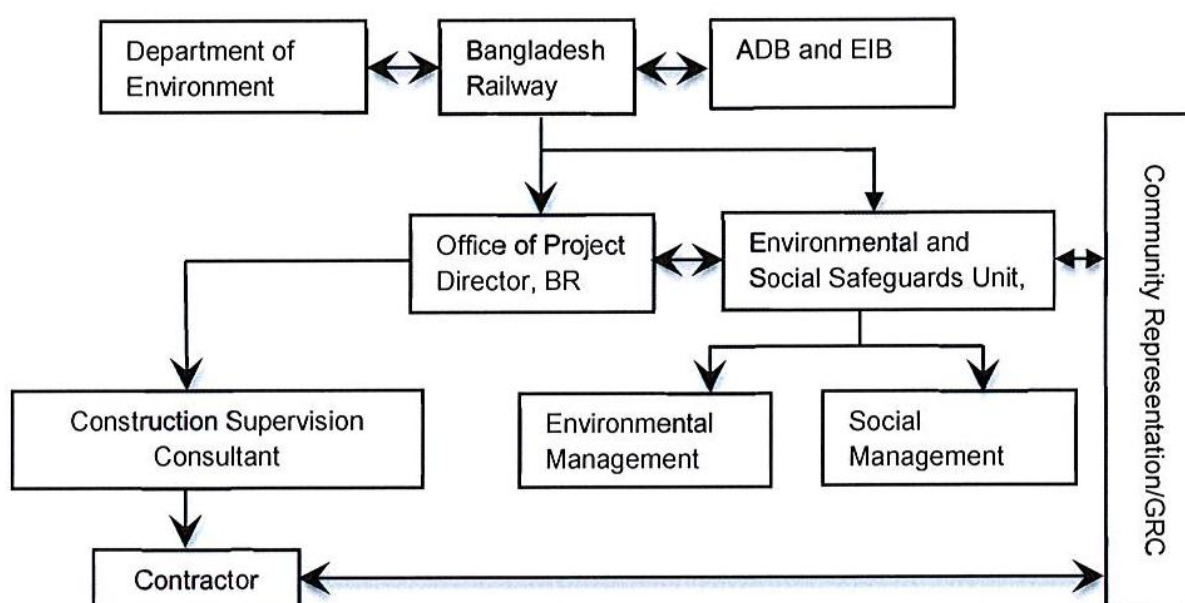 Department of
Environment
Bangladesh
Railway
ADB and EIB
Office of Project
Director, BR
Environmental and
Social Safeguards Unit,
Community Representation/GRC
Construction Supervision
Consultant
Environmental
Management
Social
Management
Contractor